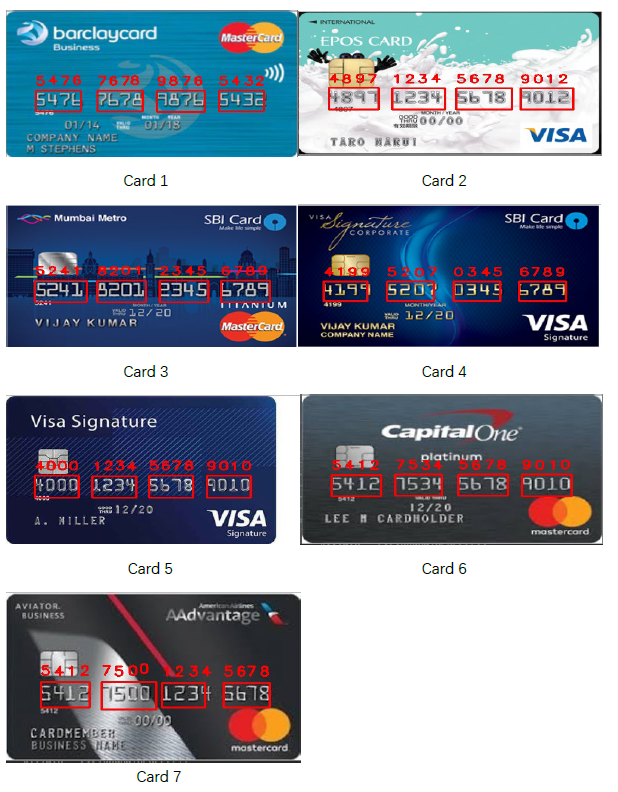 barclaycard
Business
MasterCard
5476 7678 9876 5432
5476 7678 9876 5432
5476
MONTH YEAR
01/14 VALID THRU 01/18
COMPANY NAME
M STEPHENS
Card 1
INTERNATIONAL
EPOS CARD
4897 1234 5678 9012
4897 1234 5678 9012
4897
MONTH / YEAR
GOOD THRU 00/00
有効期限
TARO MARUI
VISA
Card 2
Mumbai Metro
SBI Card
Make life simple
5241 8201 2345 6789
5241 8201 2345 6789
5241
MONTH/YEAR
VALID THRU 12/20
TITANIUM
VIJAY KUMAR
MasterCard
Card 3
VISA Signature
CORPORATE
SBI Card
Make life simple
4199 5207 0345 6789
4199 5207 0345 6789
4199
MONTH/YEAR
VALID THRU 12/20
VIJAY KUMAR
COMPANY NAME
VISA
Signature
Card 4
Visa Signature
4000 1234 5678 9010
4000 1234 5678 9010
4000
GOOD THRU 12/20
A. MILLER
VISA
Signature
Card 5
CapitalOne
platinum
5412 7534 5678 9010
5412 7534 5678 9010
5412
VALID THRU
12/20
LEE M CARDHOLDER
mastercard
Card 6
AVIATOR.
BUSINESS
American Airlines
AAdvantage
5412 7500 1234 5678
5412 7500 1234 5678
5412
00/00
CARDMEMBER
BUSINESS NAME
mastercard
Card 7